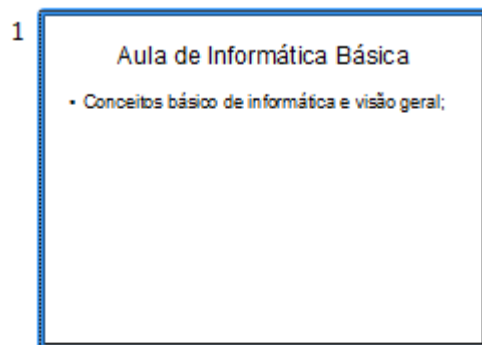 1
Aula de Informática Básica
• Conceitos básico de informática e visão geral;